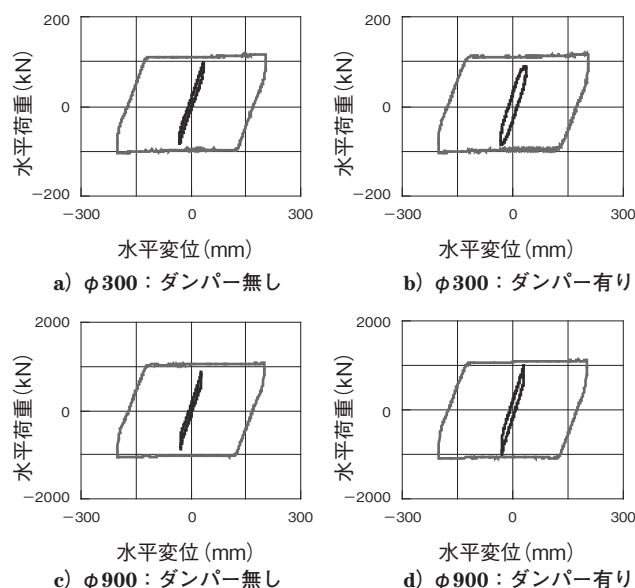 200
100
0
−200
−300
0
300
水平荷重(kN)
水平変位(mm)
a) φ300：ダンパー無し
200
100
0
−200
−300
0
300
水平荷重(kN)
水平変位(mm)
b) φ300：ダンパー有り
2000
0
−2000
−300
0
300
水平荷重(kN)
水平変位(mm)
c) φ900：ダンパー無し
2000
0
−2000
−300
0
300
水平荷重(kN)
水平変位(mm)
d) φ900：ダンパー有り